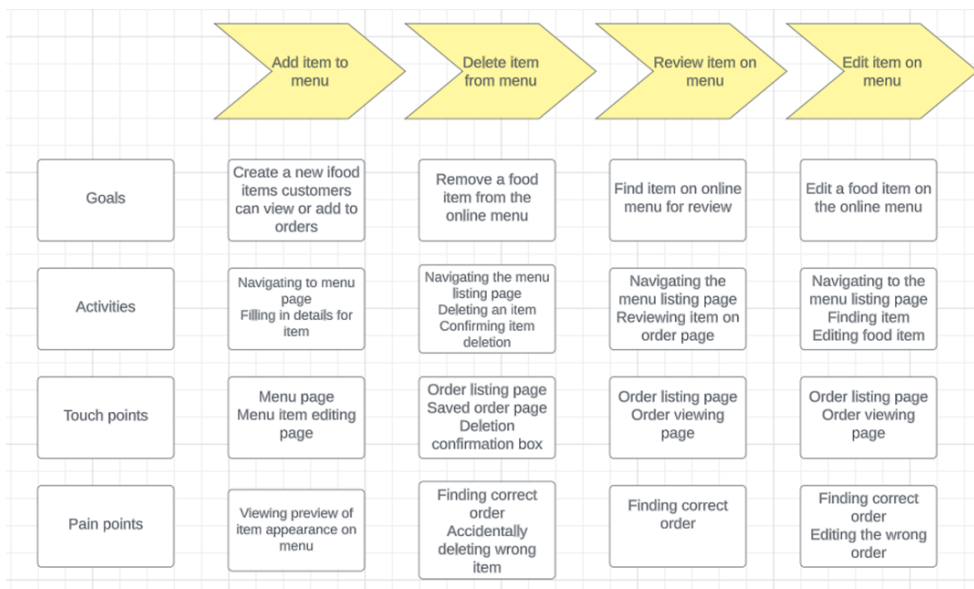 Add item to
menu
Delete item
from menu
Review item on
menu
Edit item on
menu
Goals
Create a new ifood
items customers
can view or add to
orders
Remove a food
item from the
online menu
Find item on online
menu for review
Edit a food item on
the online menu
Activities
Navigating to menu
page
Filling in details for
item
Navigating the menu
listing page
Deleting an item
Confirming item
deletion
Navigating the
menu listing page
Reviewing item on
order page
Navigating to the
menu listing page
Finding item
Editing food item
Touch points
Menu page
Menu item editing
page
Order listing page
Saved order page
Deletion
confirmation box
Order listing page
Order viewing
page
Order listing page
Order viewing
page
Pain points
Viewing preview of
item appearance on
menu
Finding correct
order
Accidentally
deleting wrong
item
Finding correct
order
Finding correct
order
Editing the wrong
order